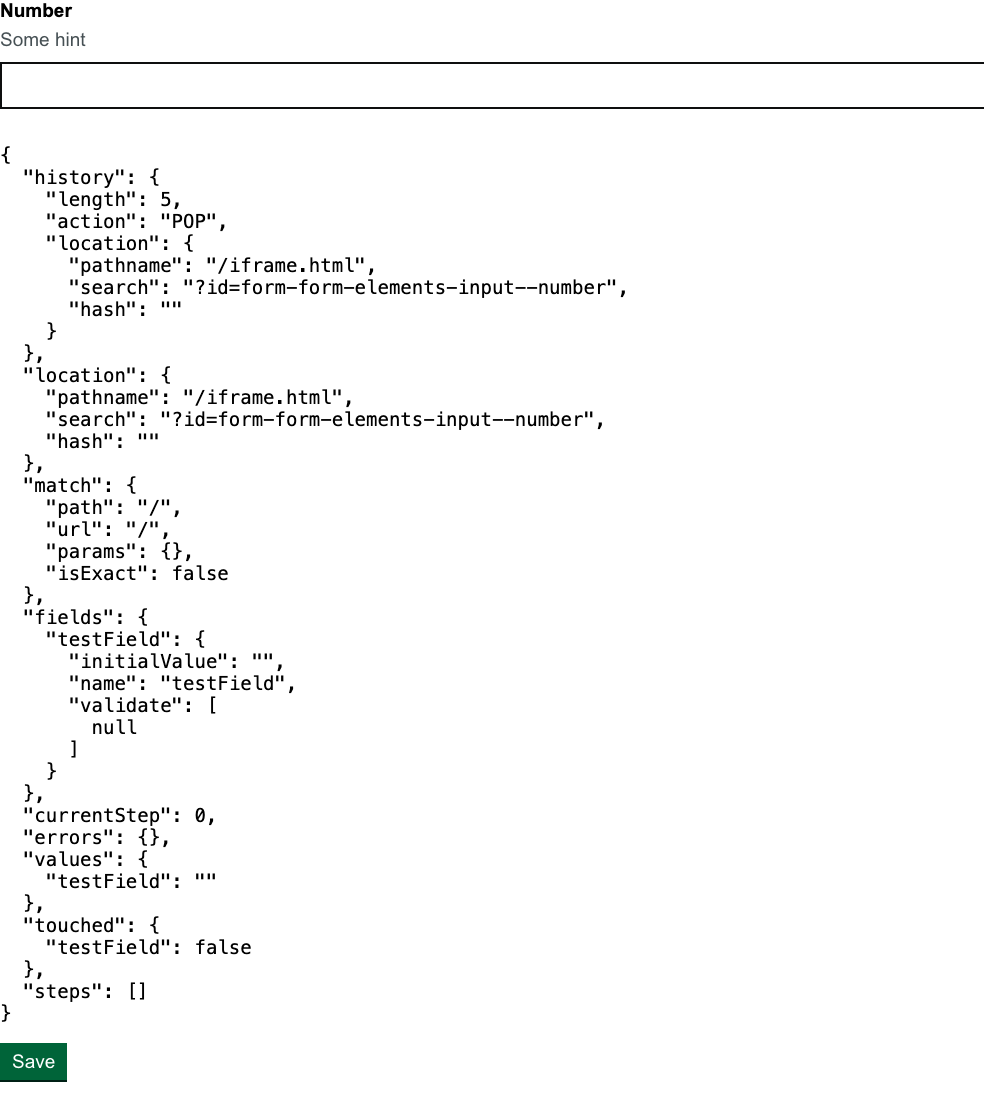 Number
Some hint
{
  "history": {
    "length": 5,
    "action": "POP",
    "location": {
      "pathname": "/iframe.html",
      "search": "?id=form-form-elements-input--number",
      "hash": ""
    }
  },
  "location": {
    "pathname": "/iframe.html",
    "search": "?id=form-form-elements-input--number",
    "hash": ""
  },
  "match": {
    "path": "/",
    "url": "/",
    "params": {},
    "isExact": false
  },
  "fields": {
    "testField": {
      "initialValue": "",
      "name": "testField",
      "validate": [
        null
      ]
    }
  },
  "currentStep": 0,
  "errors": {},
  "values": {
    "testField": ""
  },
  "touched": {
    "testField": false
  },
  "steps": []
}
Save